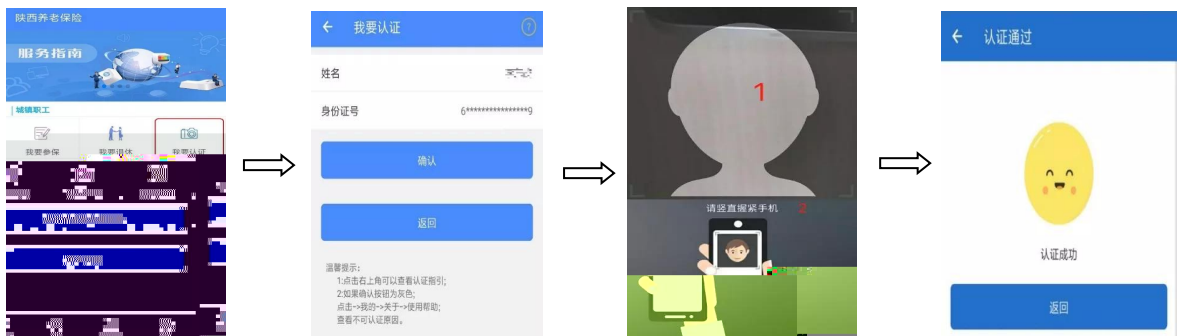 陕西养老保险
服务指南
城镇职工
我要参保
我要退休
我要认证
我要认证
?
姓名
身份证号
6****************9
确认
返回
温馨提示：
1:点击右上角可以查看认证指引;
2:如果确认按钮为灰色;
点击->我的->关于->使用帮助;
查看不可认证原因。
1
请竖直握紧手机
2
认证通过
认证成功
返回